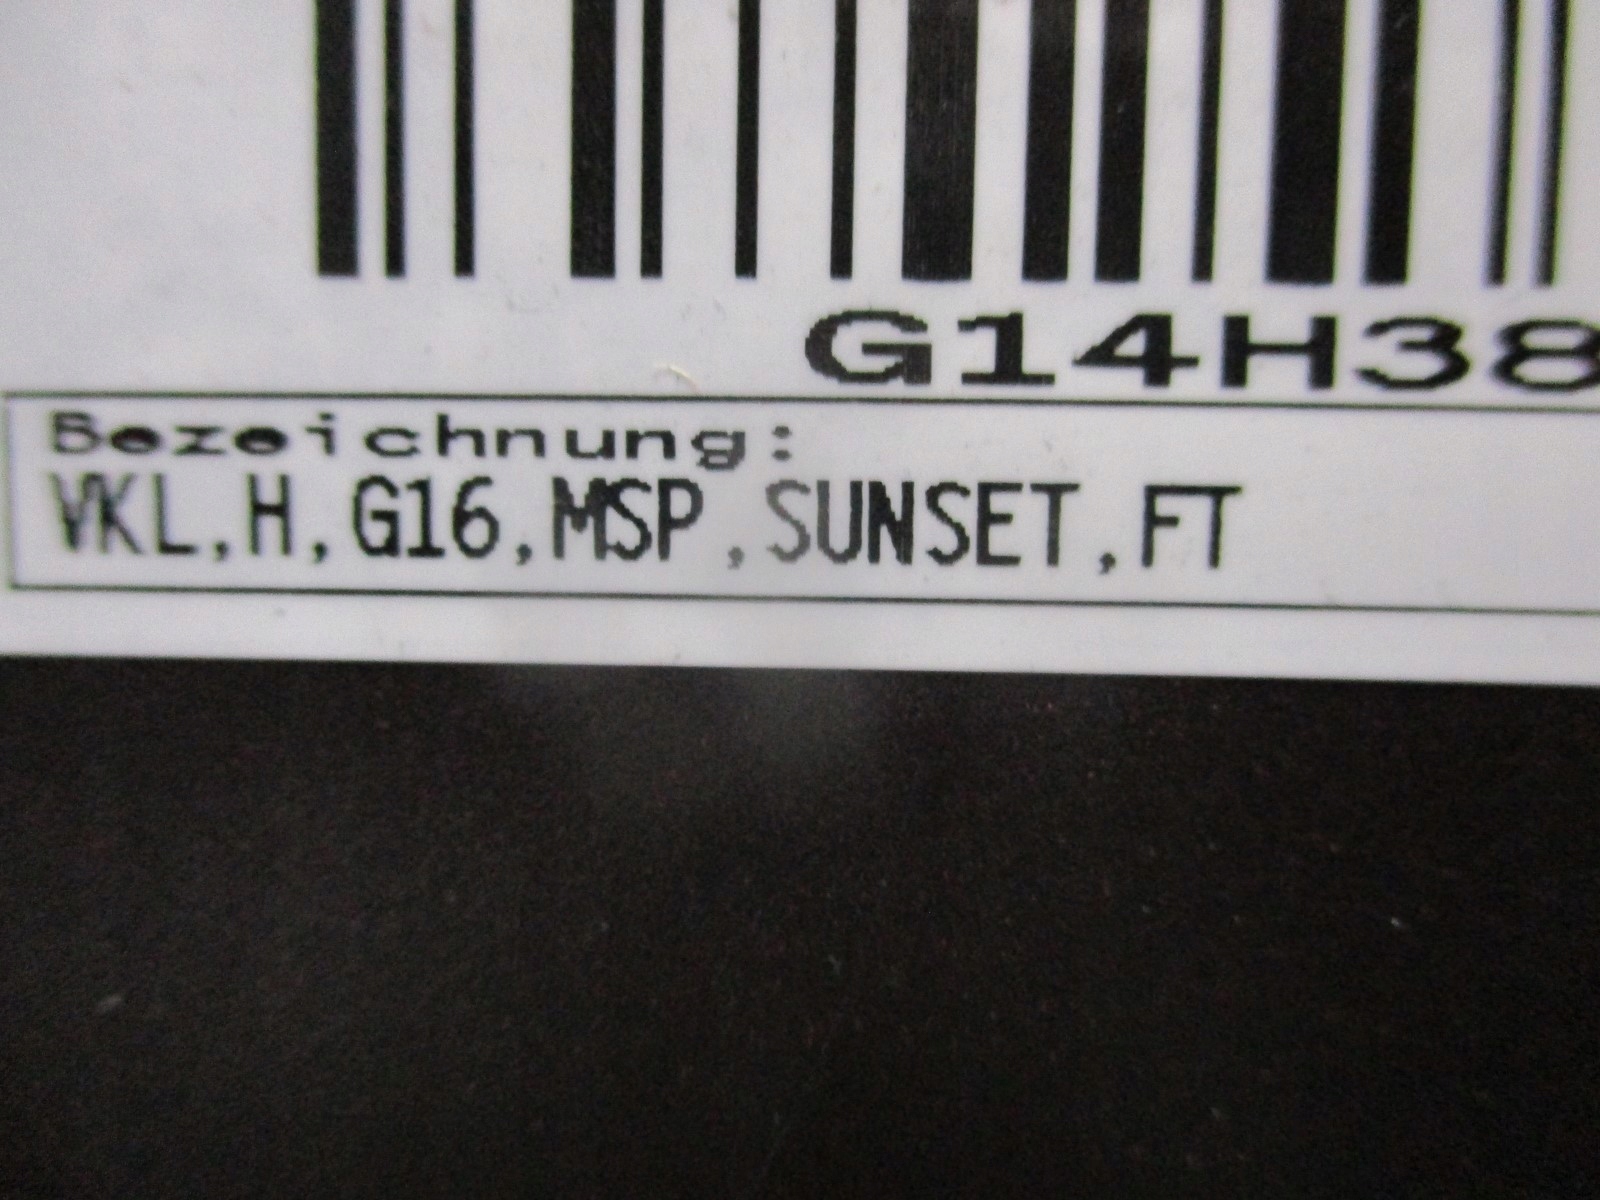 G14H38
Bezeichnung:
VKL,H,G16,MSP,SUNSET,FT